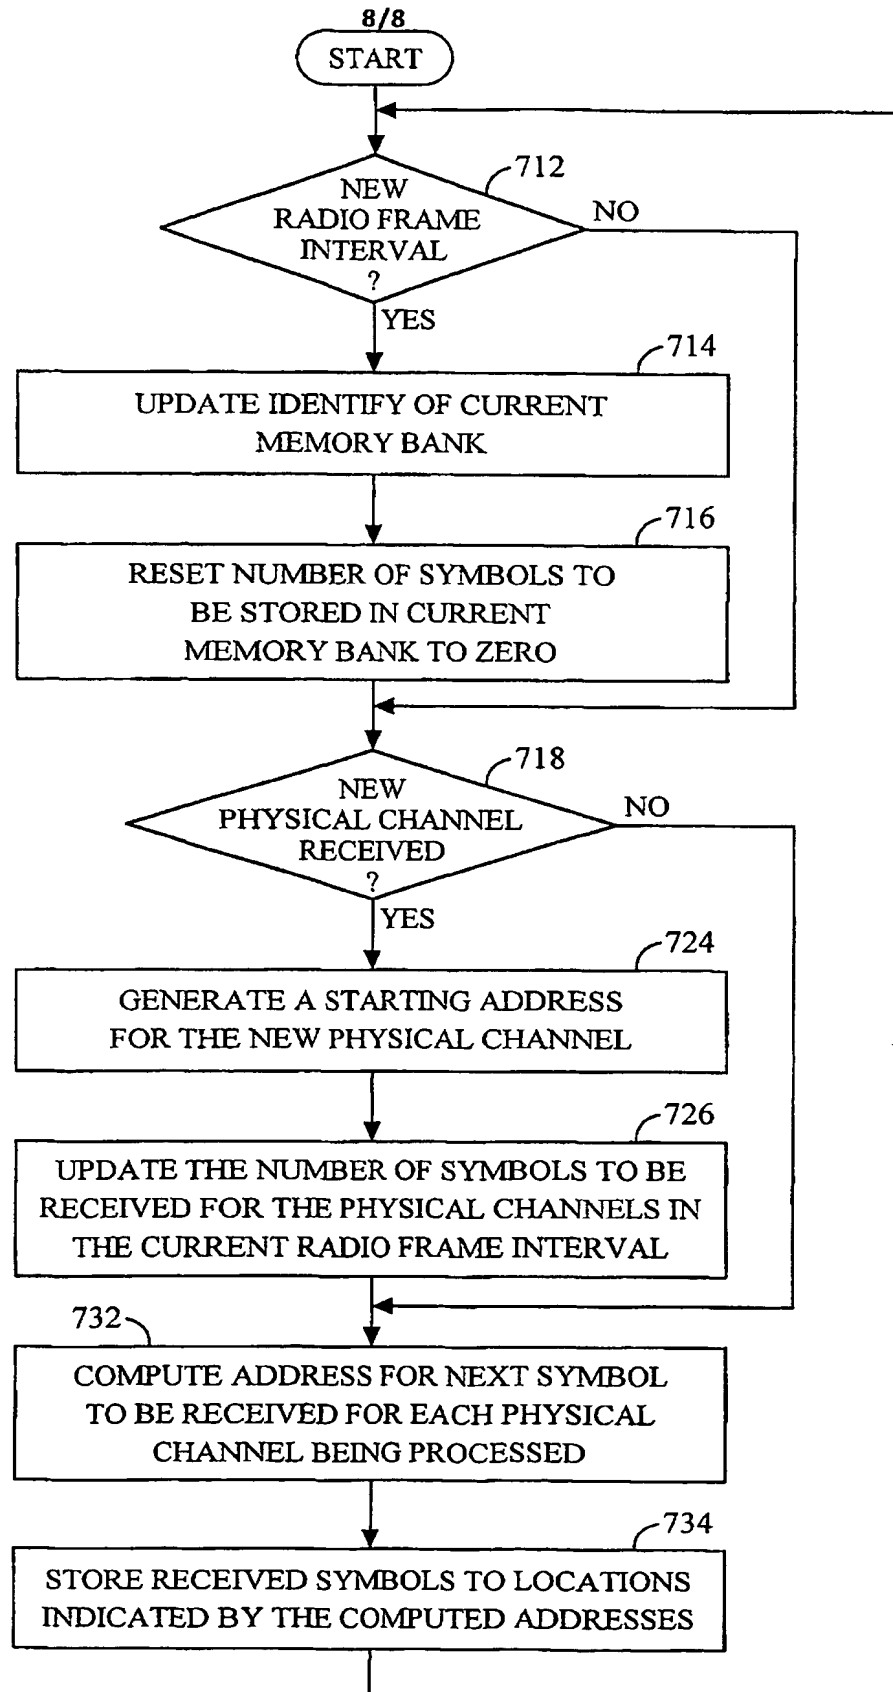 8/8
START
712
NEW
RADIO FRAME
INTERVAL
?
NO
YES
714
UPDATE IDENTIFY OF CURRENT
MEMORY BANK
716
RESET NUMBER OF SYMBOLS TO
BE STORED IN CURRENT
MEMORY BANK TO ZERO
718
NEW
PHYSICAL CHANNEL
RECEIVED
?
NO
YES
724
GENERATE A STARTING ADDRESS
FOR THE NEW PHYSICAL CHANNEL
726
UPDATE THE NUMBER OF SYMBOLS TO BE
RECEIVED FOR THE PHYSICAL CHANNELS IN
THE CURRENT RADIO FRAME INTERVAL
732
COMPUTE ADDRESS FOR NEXT SYMBOL
TO BE RECEIVED FOR EACH PHYSICAL
CHANNEL BEING PROCESSED
734
STORE RECEIVED SYMBOLS TO LOCATIONS
INDICATED BY THE COMPUTED ADDRESSES